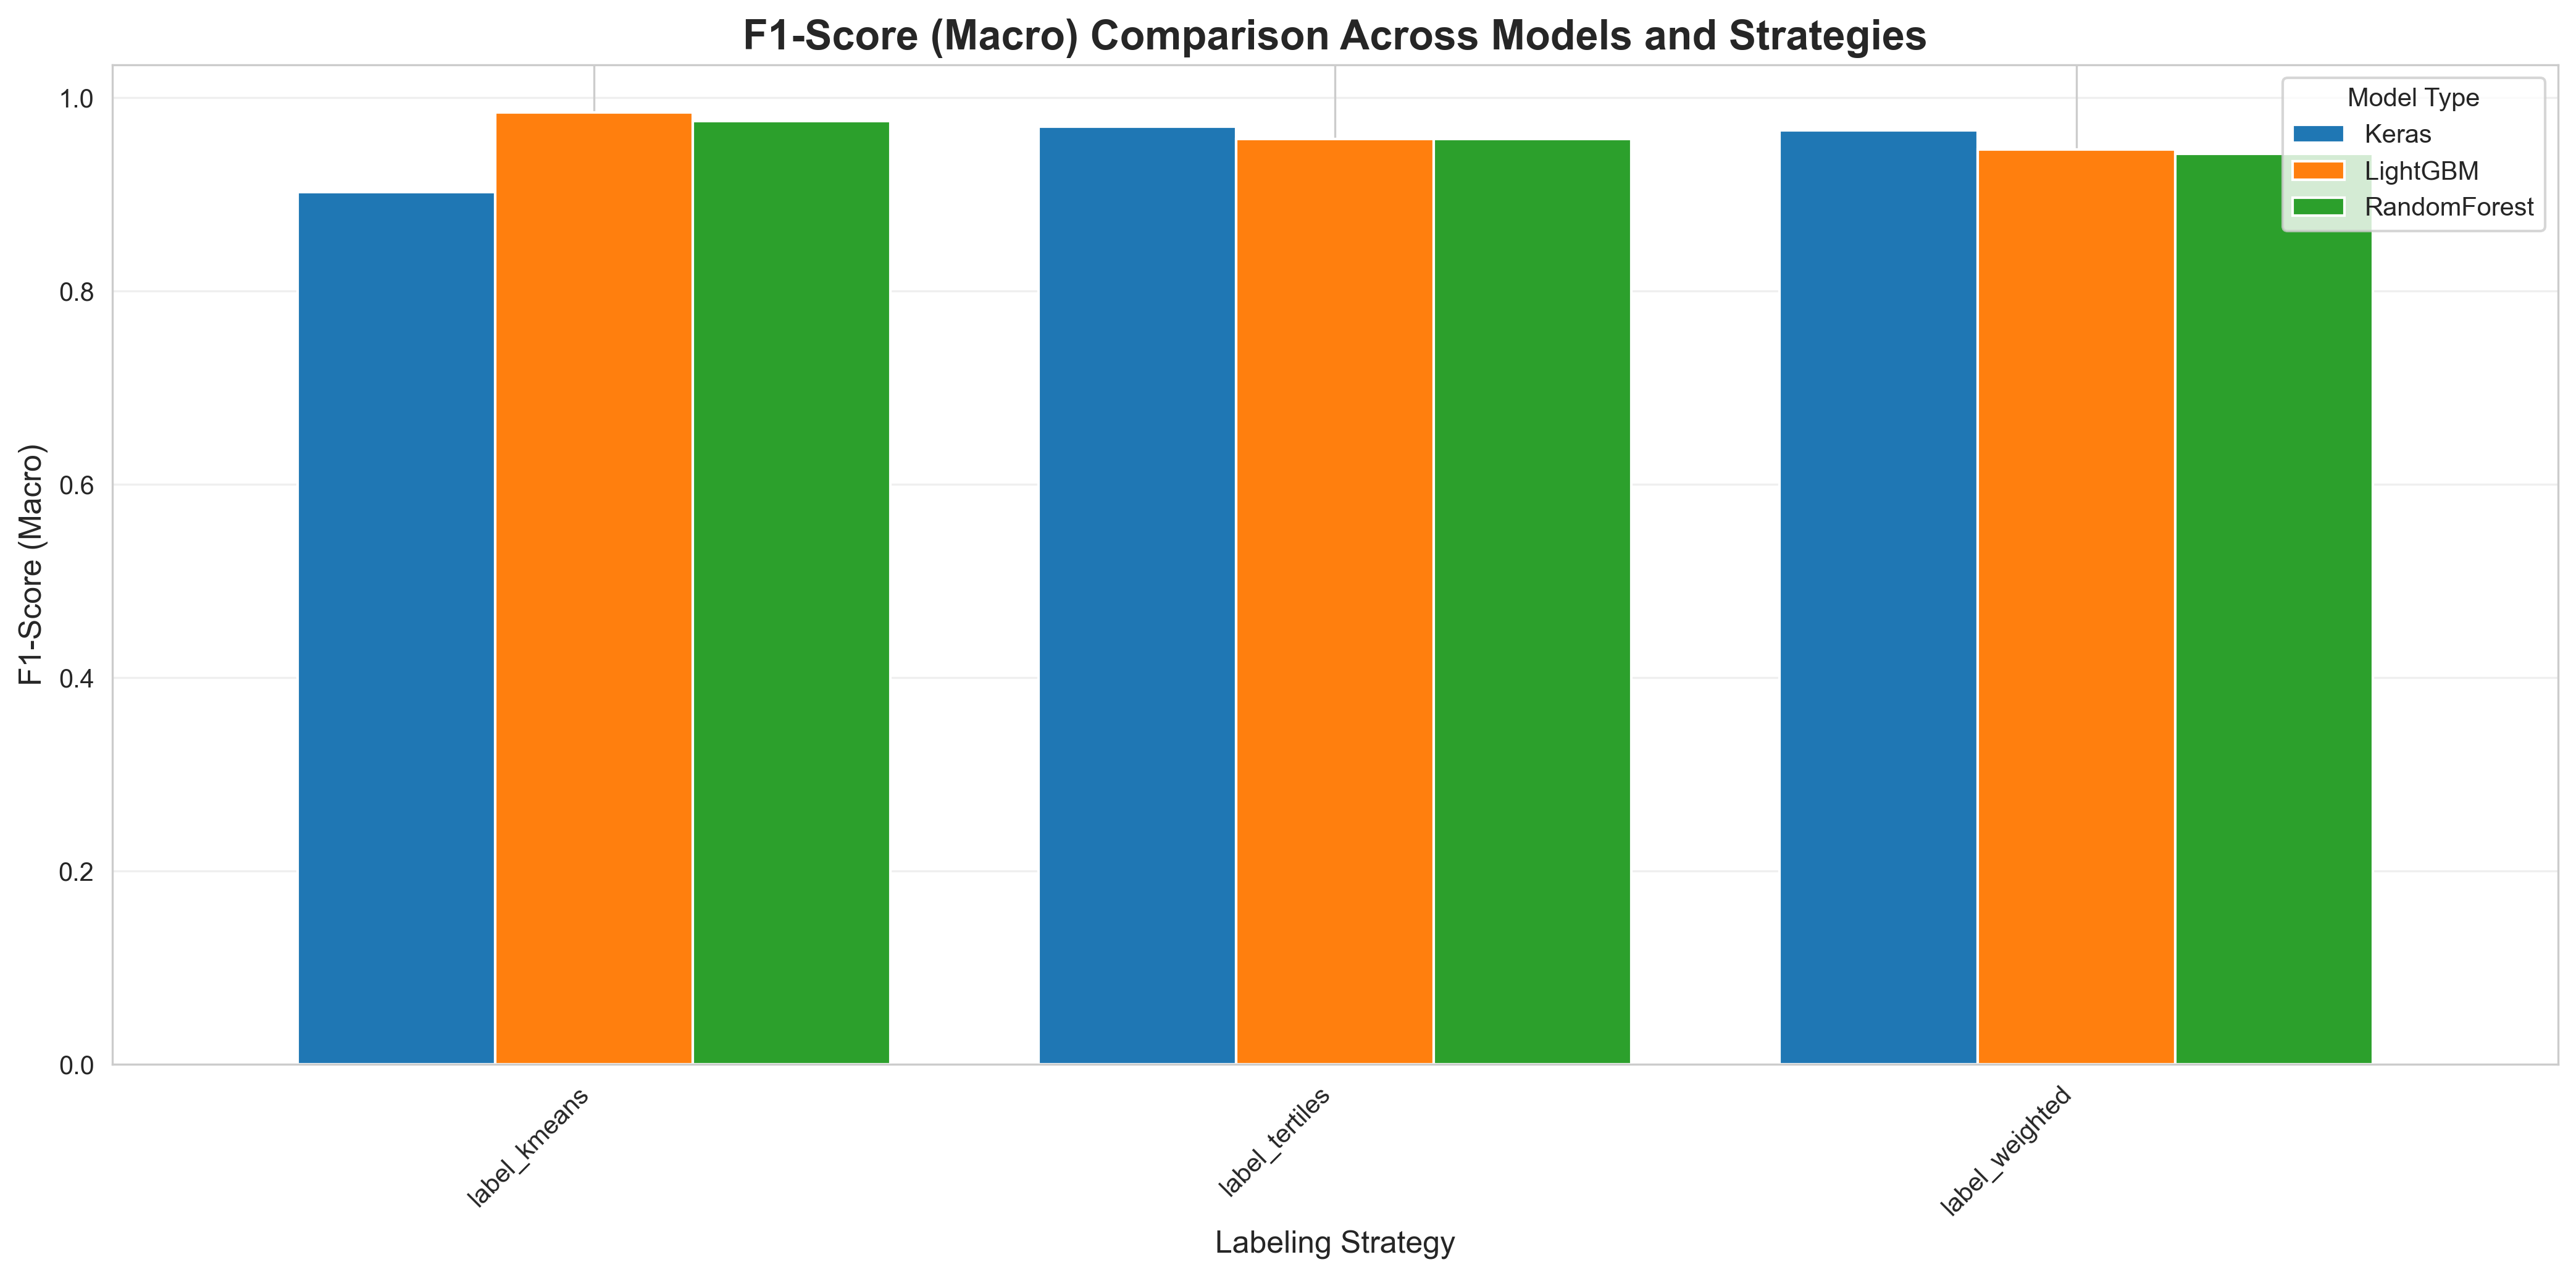 F1-Score (Macro) Comparison Across Models and Strategies
Model Type
Keras
LightGBM
RandomForest
F1-Score (Macro)
1.0
0.8
0.6
0.4
0.2
0.0
label_kmeans
label_tertiles
label_weighted
Labeling Strategy